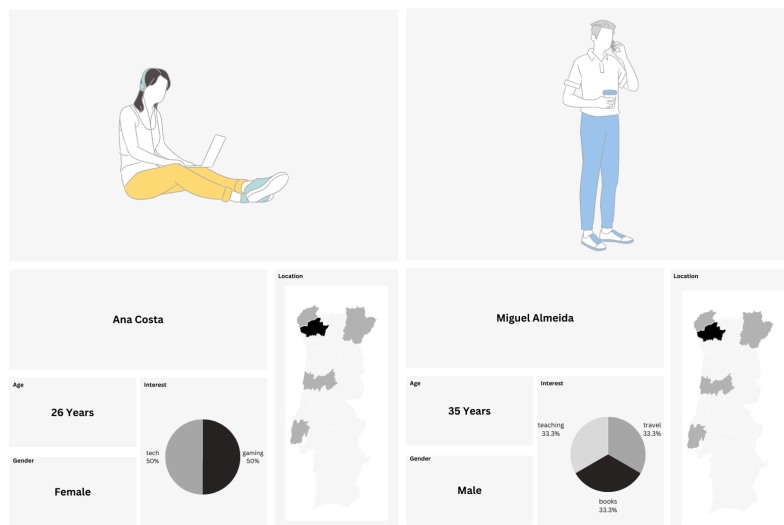 Ana Costa
Location
Age
26 Years
Interest
tech
50%
gaming
50%
Gender
Female
Miguel Almeida
Location
Age
35 Years
Interest
teaching
33.3%
travel
33.3%
books
33.3%
Gender
Male